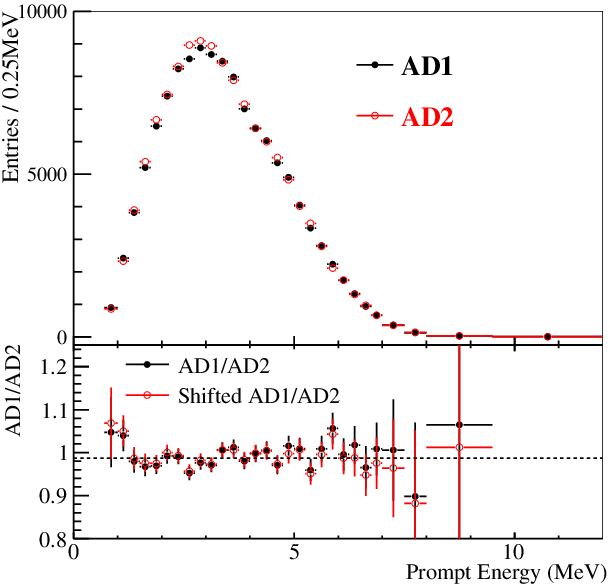 10000
Entries / 0.25MeV
AD1
AD2
5000
0
AD1/AD2
1.2
AD1/AD2
Shifted AD1/AD2
1.1
1
0.9
0.8
0 5 10
Prompt Energy (MeV)